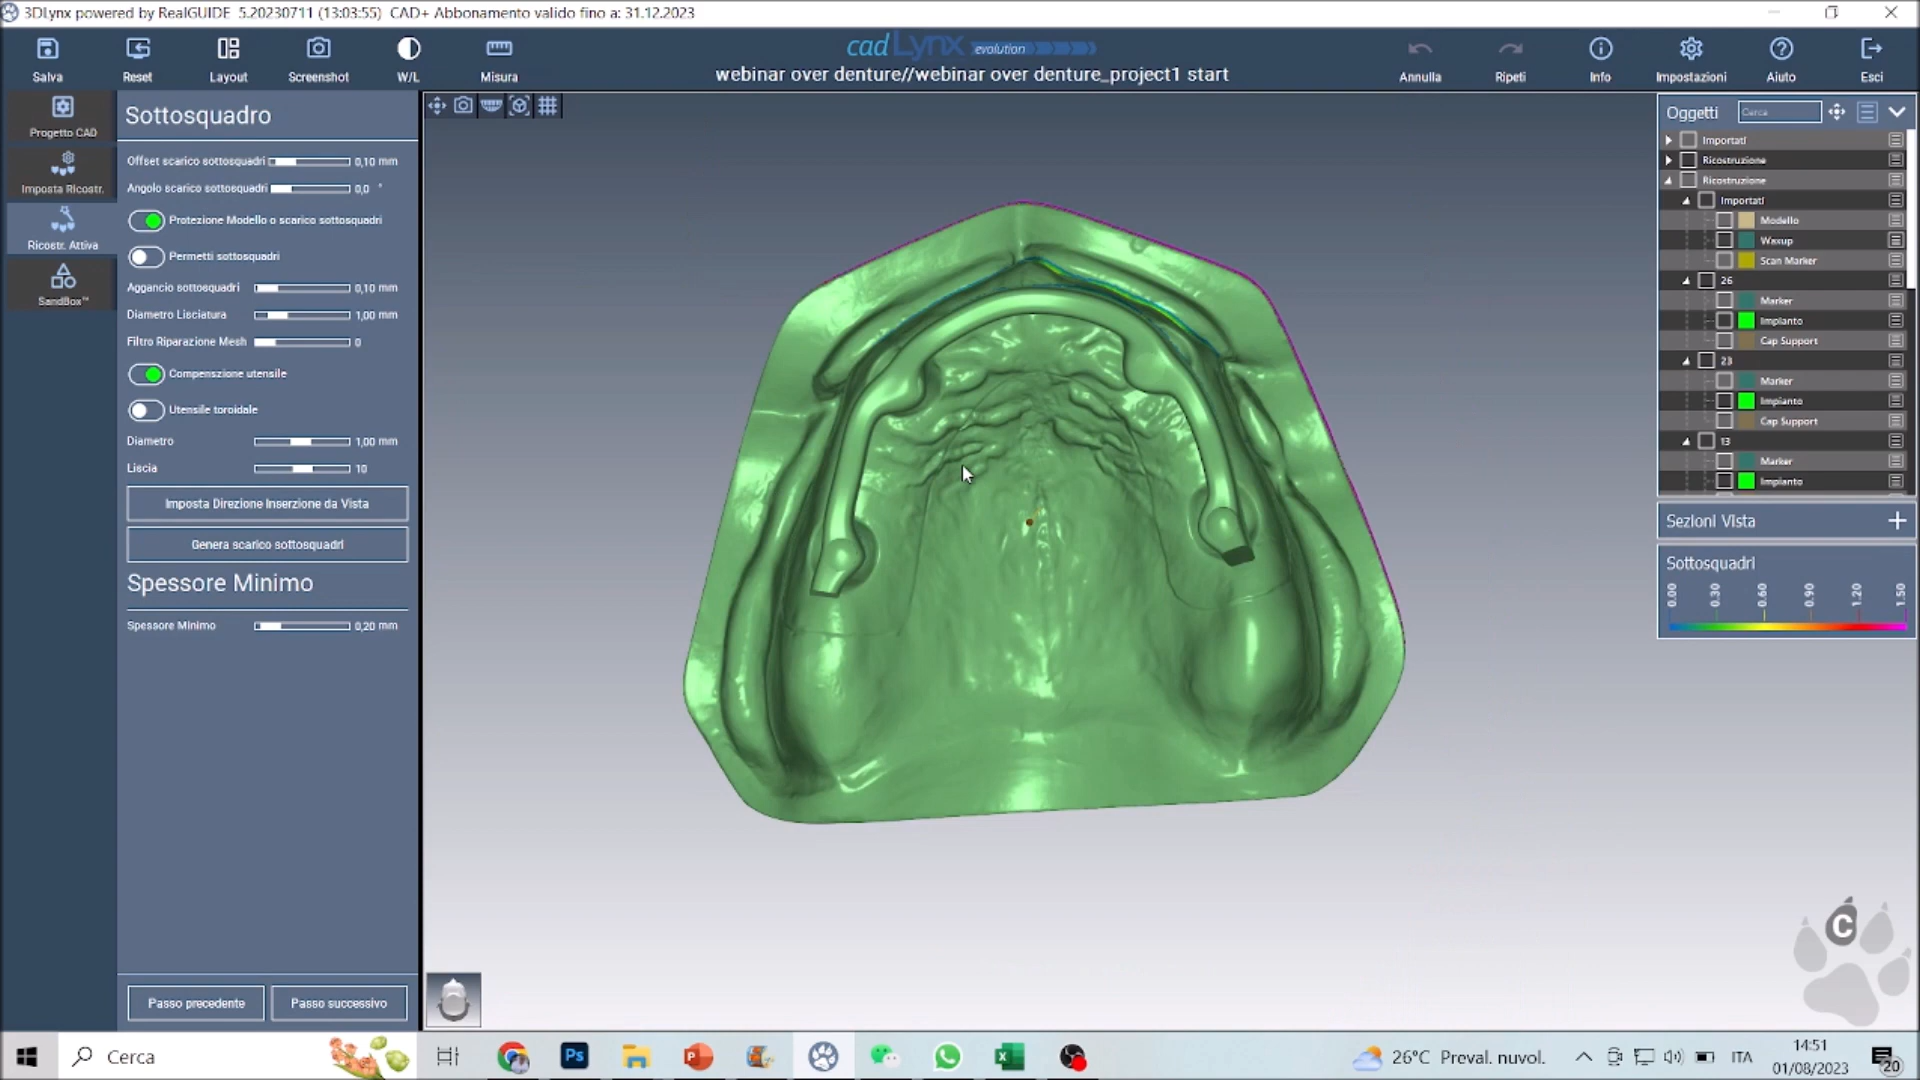 3DLynx powered by RealGUIDE 5.20230711 (13:03:55) CAD+ Abbonamento valido fino a: 31.12.2023
Salva
Reset
Layout
Screenshot
W/L
Misura
cadLynx evolution
webinar over denture//webinar over denture_project1 start
Annulla
Ripeti
Info
Impostazioni
Aiuto
Esci
Progetto CAD
Imposta Ricostr.
Ricostr. Attiva
SandBox™
Sottosquadro
Offset scarico sottosquadri 0,10 mm
Angolo scarico sottosquadri 0,0 °
Protezione Modello o scarico sottosquadri
Permetti sottosquadri
Aggancio sottosquadri 0,10 mm
Diametro Lisciatura 1,00 mm
Filtro Riparazione Mesh 0
Compenszione utensile
Utensile toroidale
Diametro 1,00 mm
Liscia 10
Imposta Direzione Inserzione da Vista
Genera scarico sottosquadri
Spessore Minimo
Spessore Minimo 0,20 mm
Passo precedente
Passo successivo
Oggetti
Cerca
Importati
Ricostruzione
Ricostruzione
Importati
Modello
Waxup
Scan Marker
26
Marker
Impianto
Cap Support
23
Marker
Impianto
Cap Support
13
Marker
Impianto
Sezioni Vista
Sottosquadri
0.00 0.30 0.60 0.90 1.20 1.50
C
Cerca
Ps
26°C Preval. nuvol.
ITA
14:51
01/08/2023
20